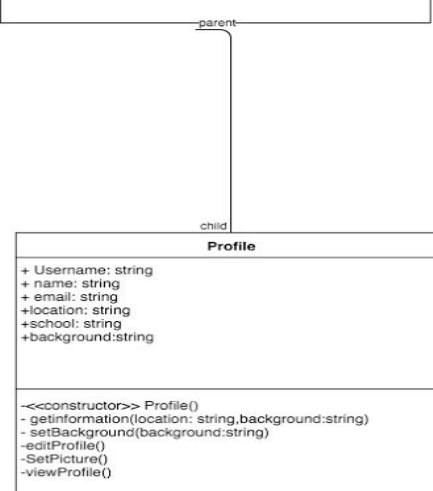 parent
child
Profile
+ Username: string
+ name: string
+ email: string
+location: string
+school: string
+background:string
-<<constructor>> Profile()
- getinformation(location: string,background:string)
- setBackground(background:string)
-editProfile()
-SetPicture()
-viewProfile()